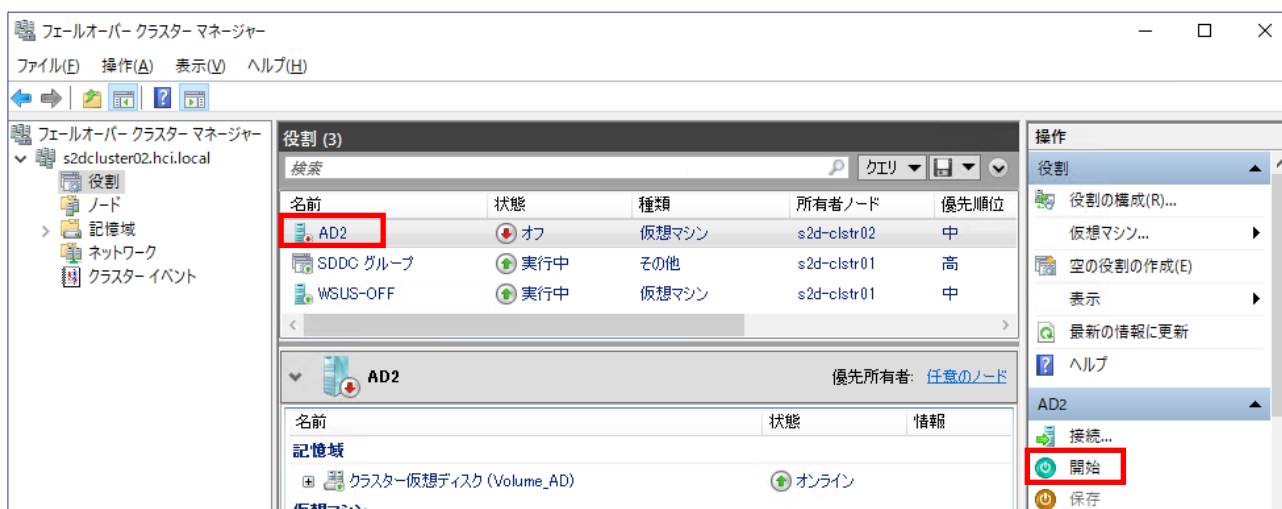 フェールオーバー クラスター マネージャー
ファイル(F) 操作(A) 表示(V) ヘルプ(H)
フェールオーバー クラスター マネージャー
s2dcluster02.hci.local
役割
ノード
記憶域
ネットワーク
クラスター イベント
役割 (3)
検索 クエリ
名前 状態 種類 所有者ノード 優先順位
AD2 オフ 仮想マシン s2d-clstr02 中
SDDC グループ 実行中 その他 s2d-clstr01 高
WSUS-OFF 実行中 仮想マシン s2d-clstr01 中
AD2 優先所有者: 任意のノード
名前 状態 情報
記憶域
クラスター仮想ディスク (Volume_AD) オンライン
仮想マシン
操作
役割
役割の構成(R)...
仮想マシン...
空の役割の作成(E)
表示
最新の情報に更新
ヘルプ
AD2
接続...
開始
保存